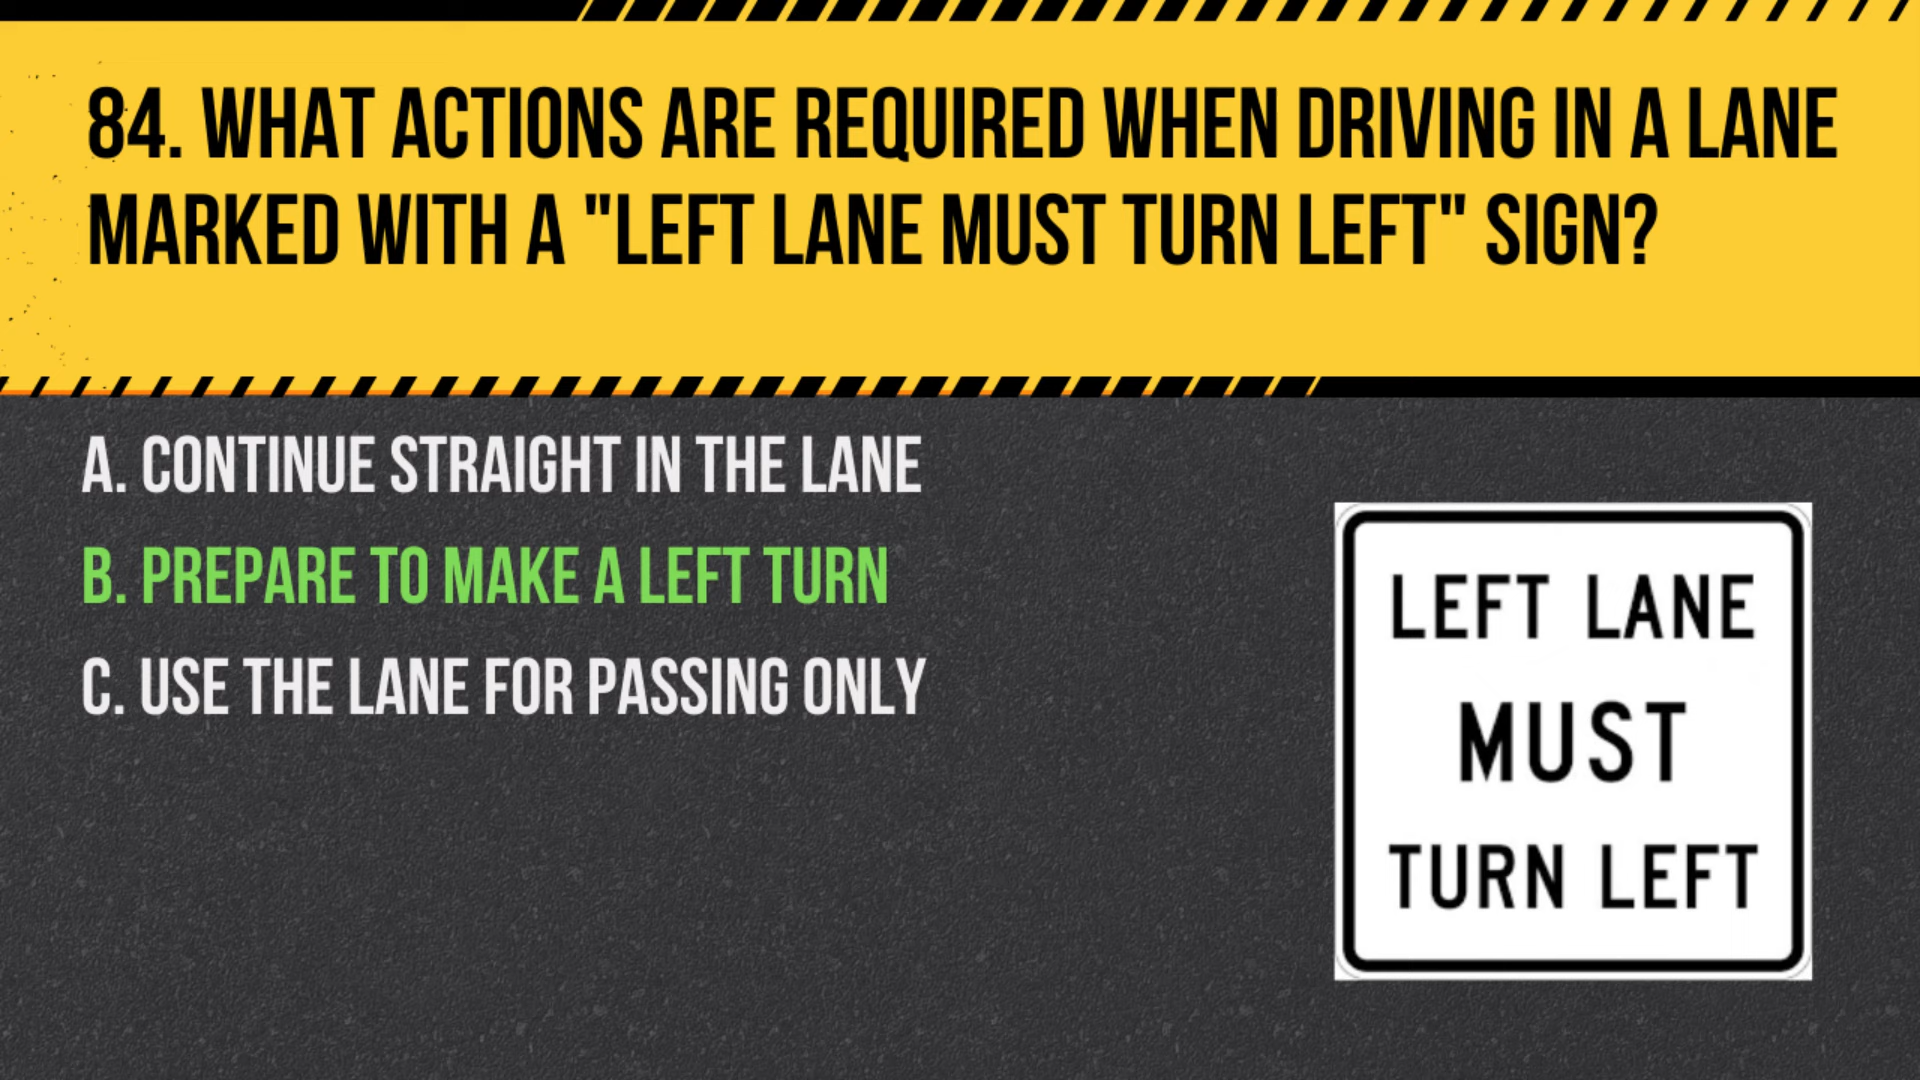 84. WHAT ACTIONS ARE REQUIRED WHEN DRIVING IN A LANE
MARKED WITH A "LEFT LANE MUST TURN LEFT" SIGN?
A. CONTINUE STRAIGHT IN THE LANE
B. PREPARE TO MAKE A LEFT TURN
C. USE THE LANE FOR PASSING ONLY
LEFT LANE
MUST
TURN LEFT